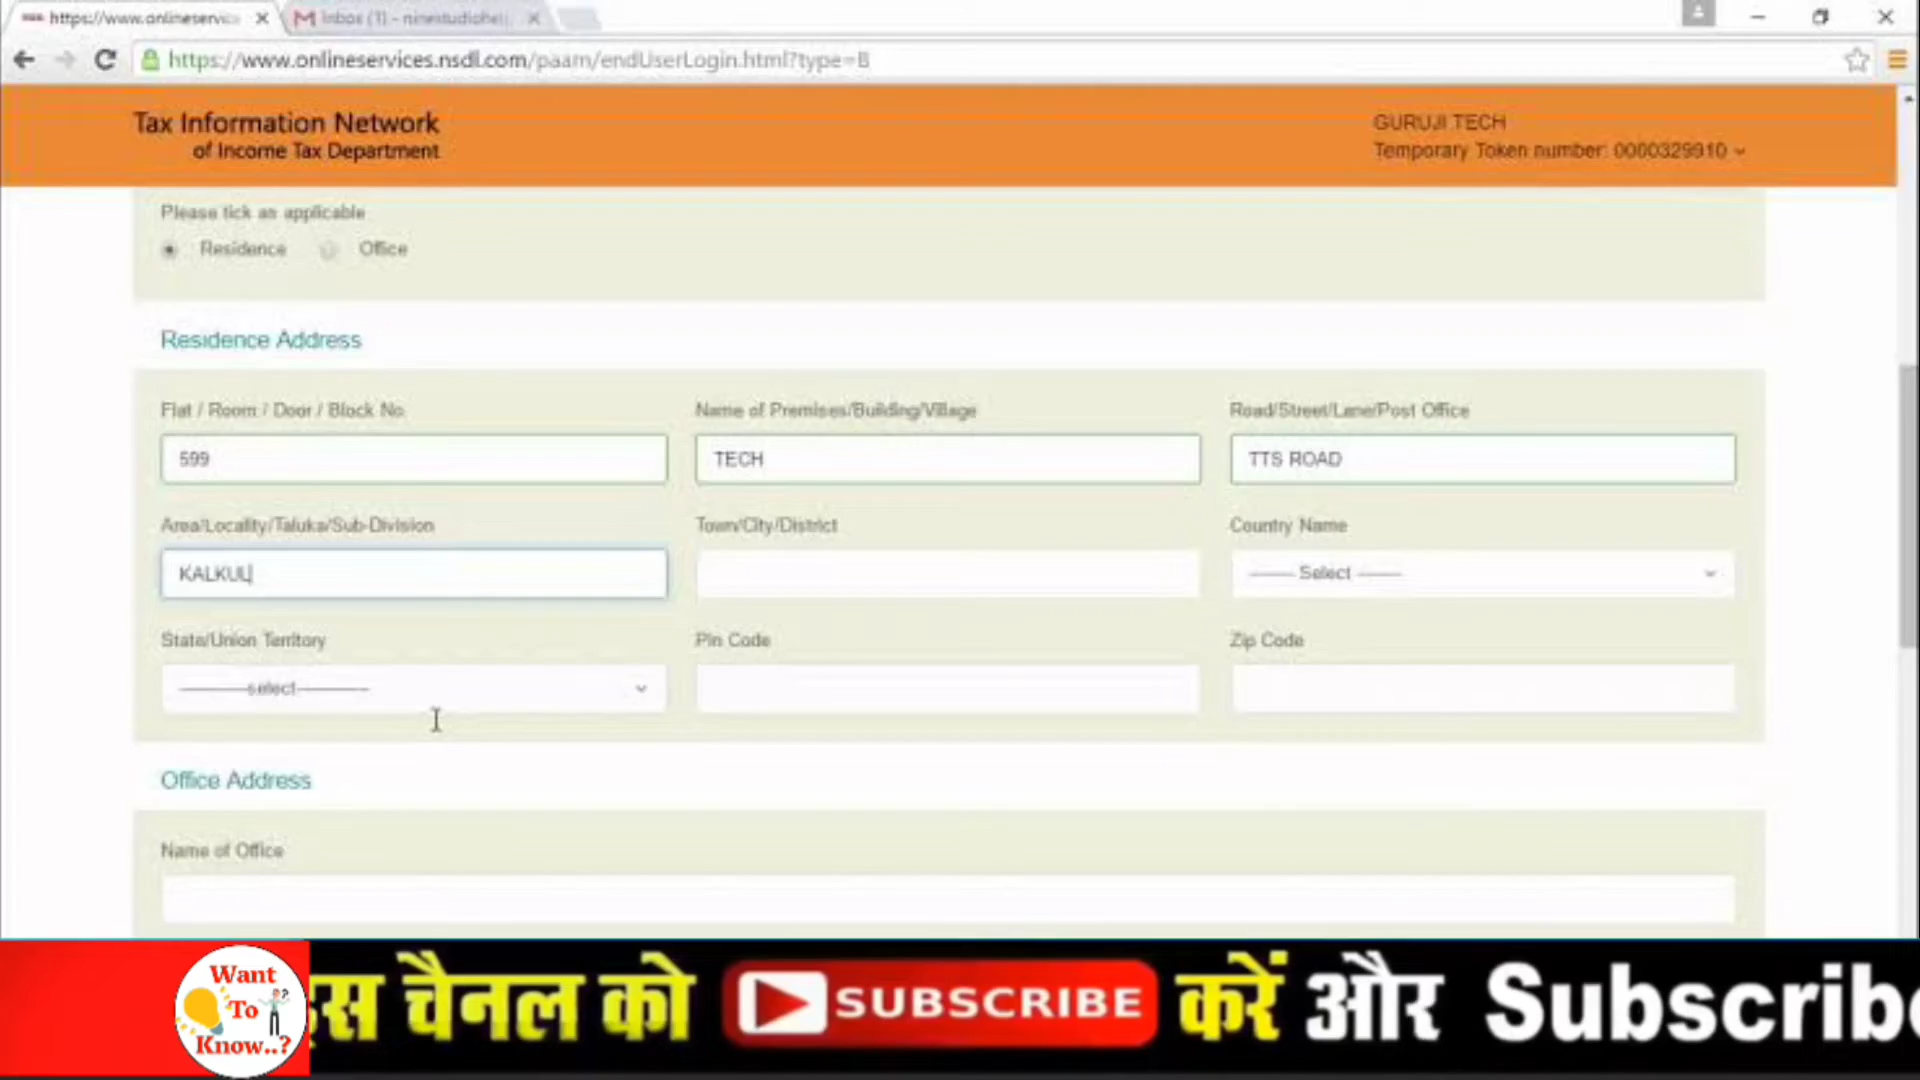 https://www.onlineservic
Inbox (1) - ninestudiohel
https://www.onlineservices.nsdl.com/paam/endUserLogin.html?type=B
Tax Information Network
of Income Tax Department
GURUJI TECH
Temporary Token number: 0000329910
Please tick as applicable
Residence Office
Residence Address
Flat / Room / Door / Block No Name of Premises/Building/Village Road/Street/Lane/Post Office
599 TECH TTS ROAD
Area/Locality/Taluka/Sub-Division Town/City/District Country Name
KALKUL ------ Select ------
State/Union Territory Pin Code Zip Code
------------select------------
Office Address
Name of Office
Want
To
Know..?
इस चैनल को SUBSCRIBE करें और Subscribe